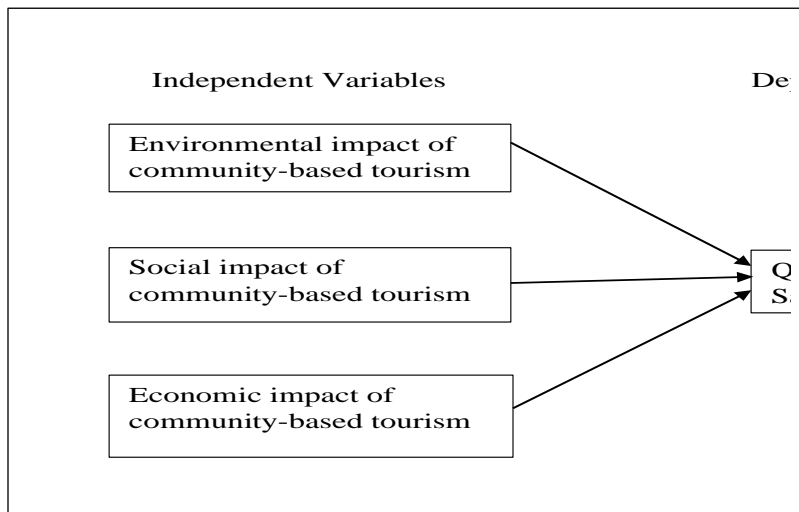 Independent Variables
Environmental impact of
community-based tourism
Social impact of
community-based tourism
Economic impact of
community-based tourism